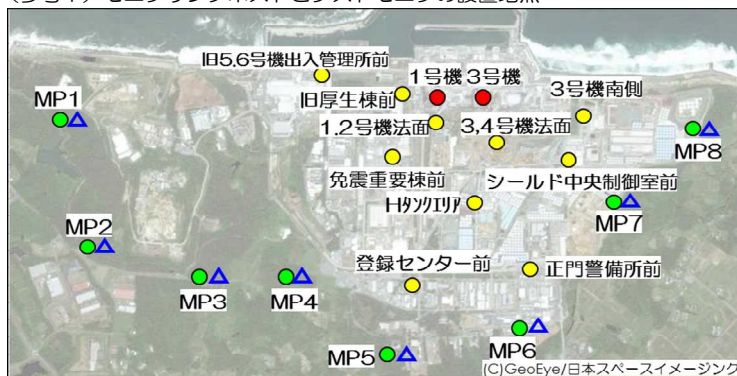 (参考1) モニタリングポストとダストモニタの設置地点
旧5.6号機出入管理所前
1号機
3号機
旧厚生棟前
3号機南側
MP1
1.2号機法面
3,4号機法面
MP8
免震重要棟前
シールド中央制御室前
Hタンクエリア
MP7
MP2
登録センター前
正門警備所前
MP3
MP4
MP6
MP5
(C)GeoEye/日本スペースイメージング